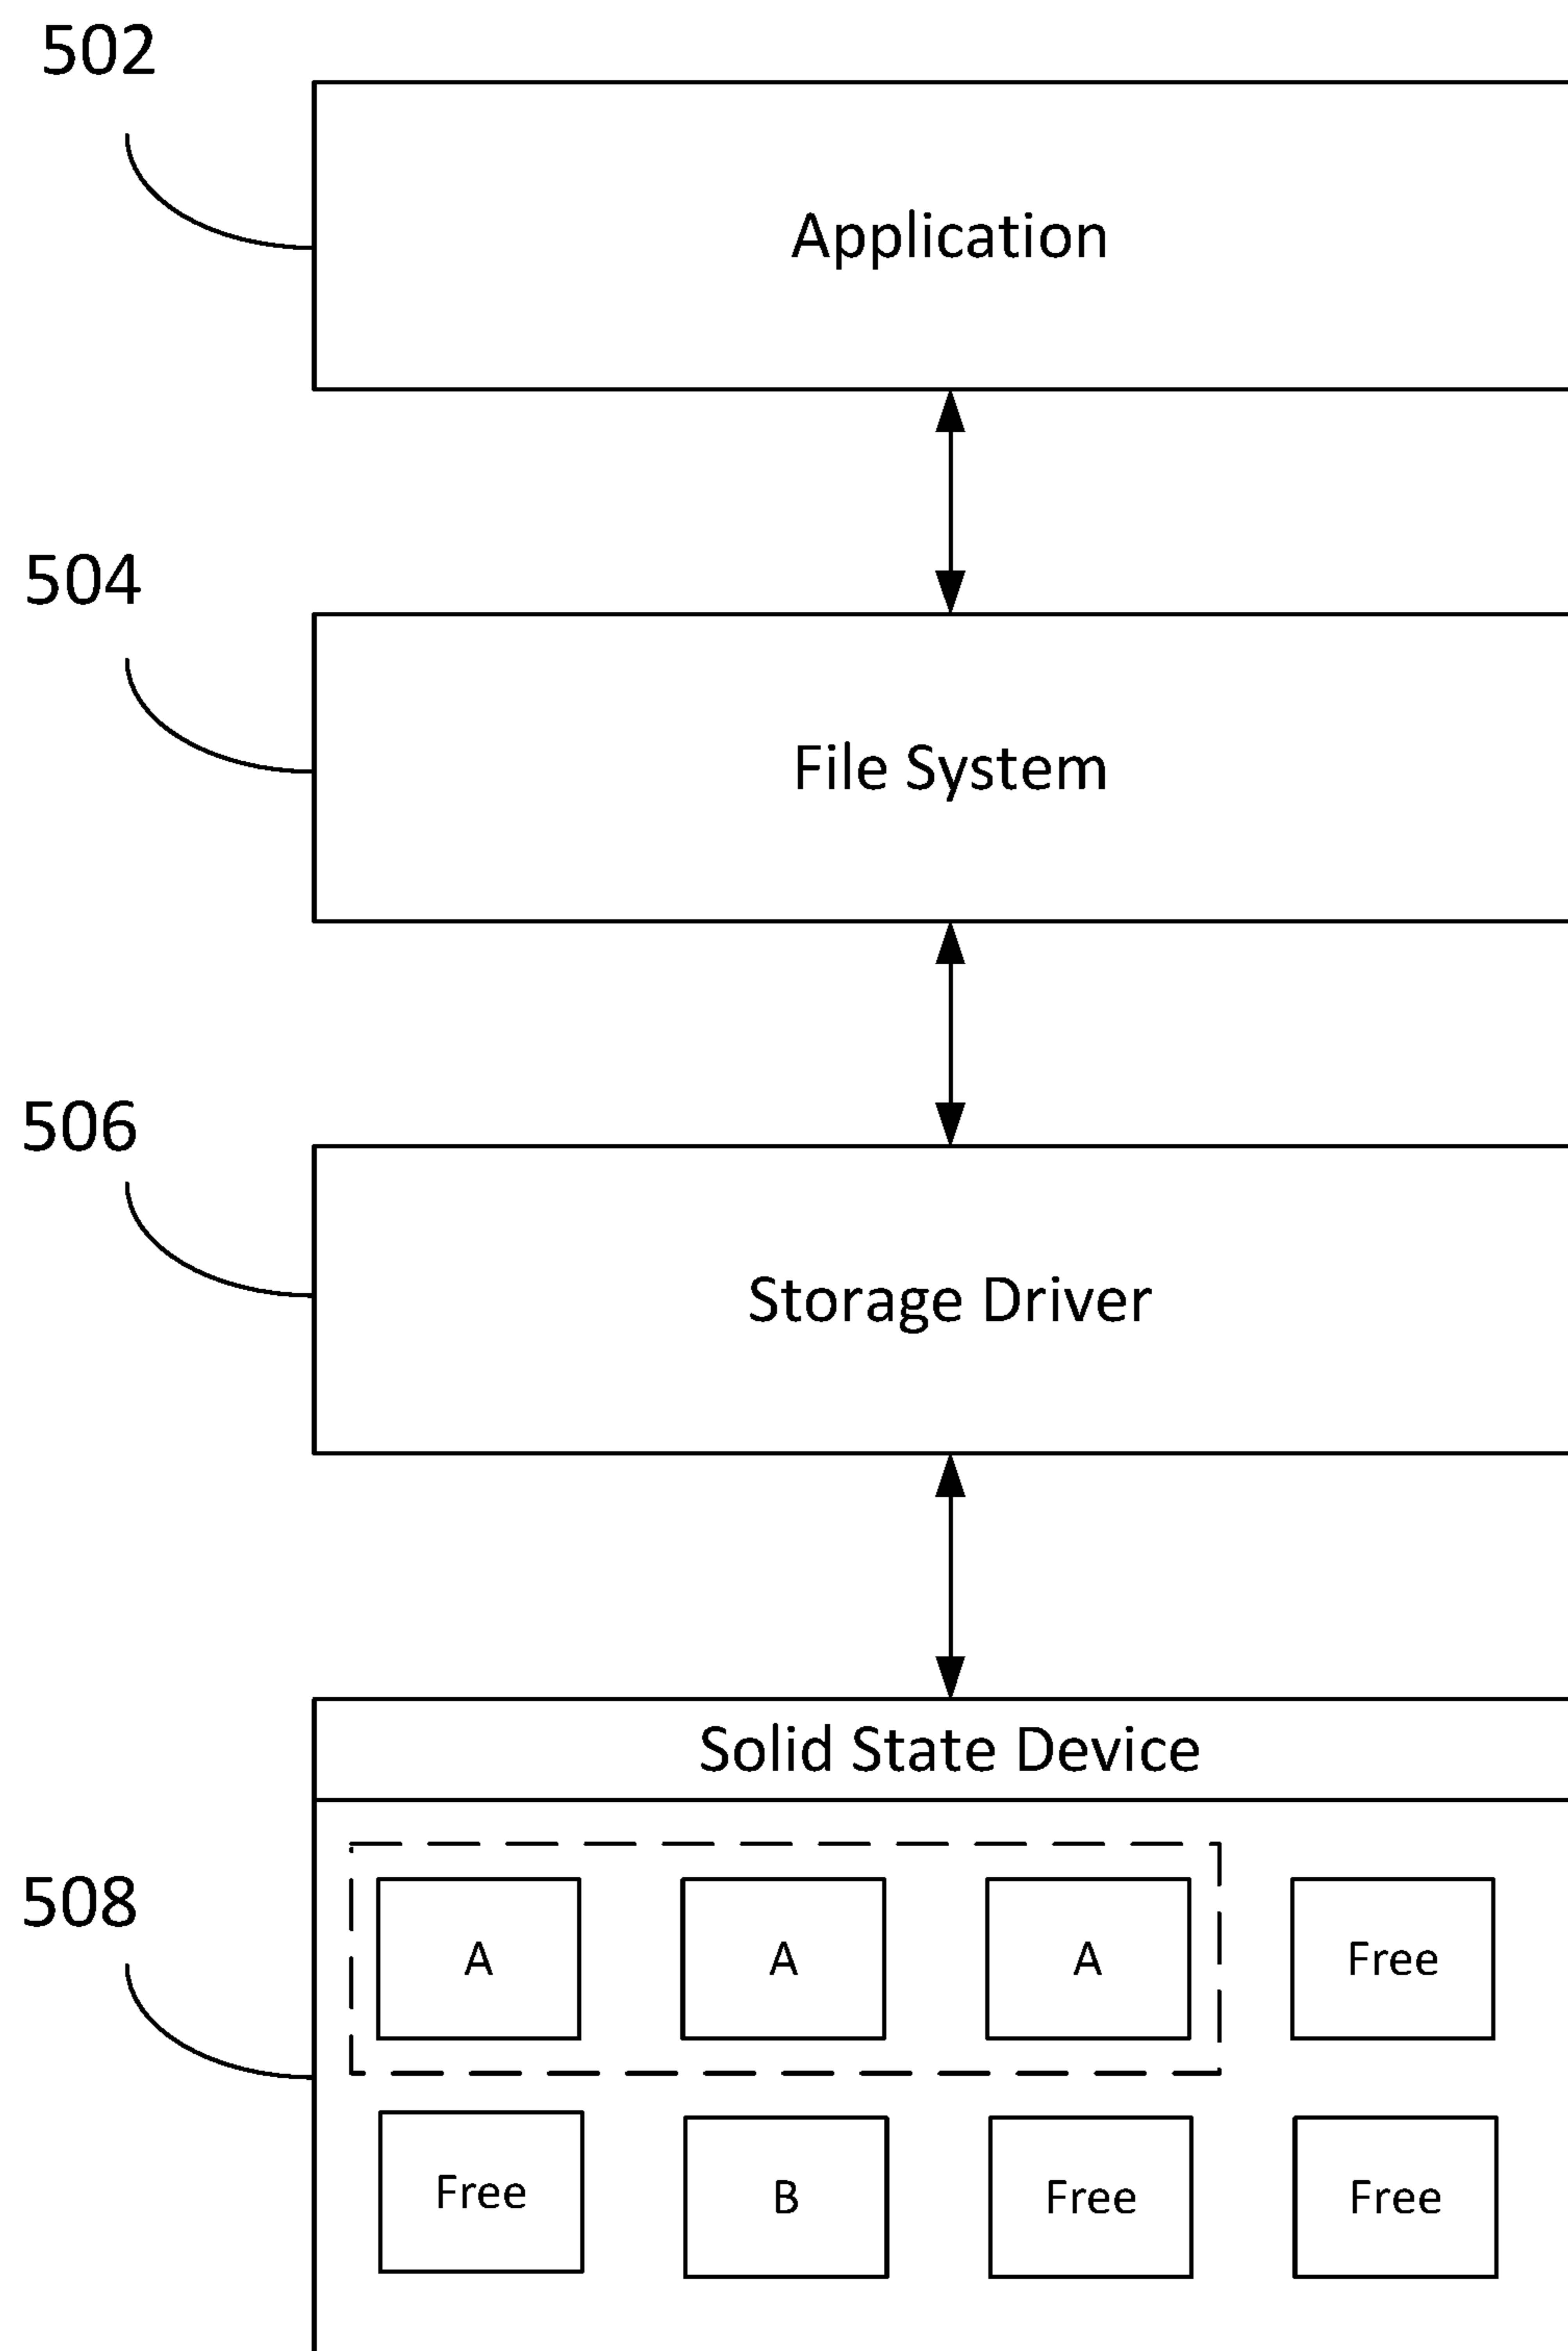 502
Application
504
File System
506
Storage Driver
Solid State Device
508
A A A Free
Free B Free Free